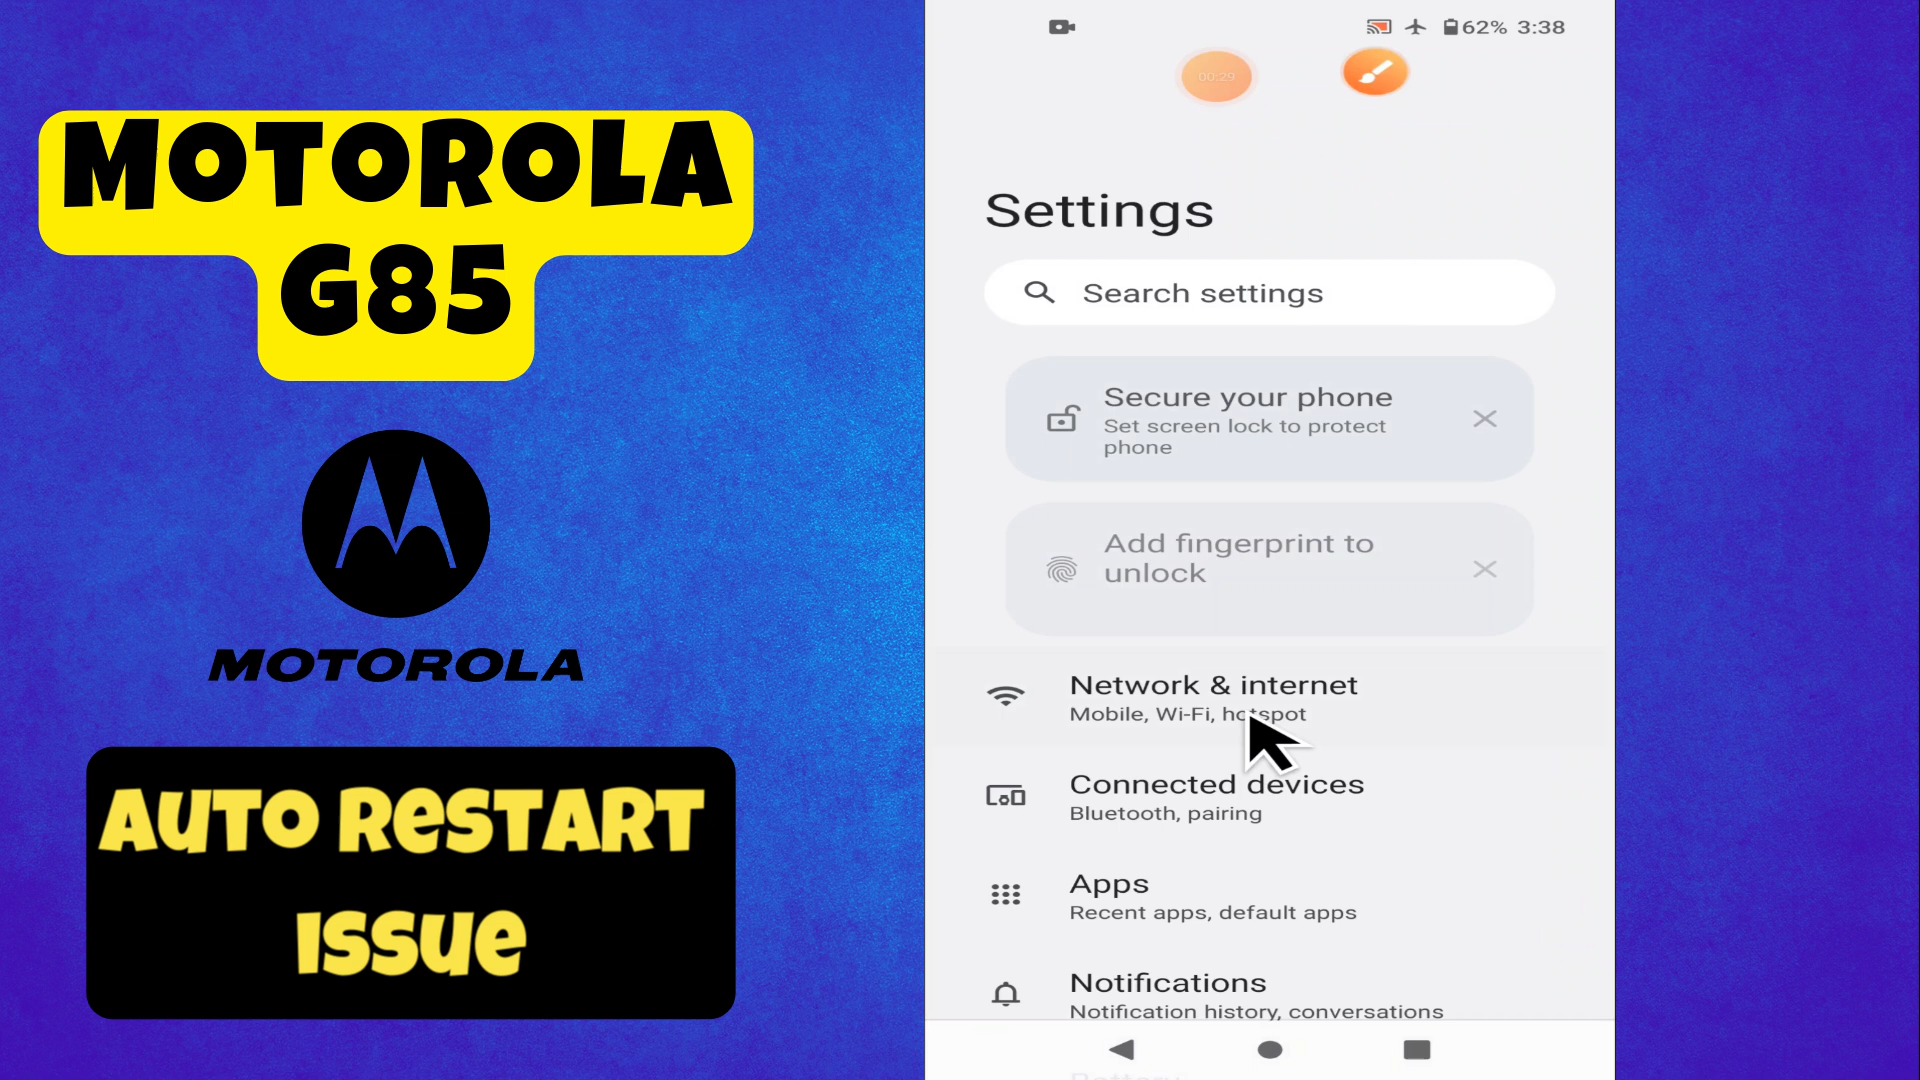 MOTOROLA
G85
MOTOROLA
AUTO RESTART
ISSUE
62% 3:38
00:29
Settings
Search settings
Secure your phone
Set screen lock to protect
phone
Add fingerprint to
unlock
Network & internet
Mobile, Wi-Fi, hotspot
Connected devices
Bluetooth, pairing
Apps
Recent apps, default apps
Notifications
Notification history, conversations
Battery